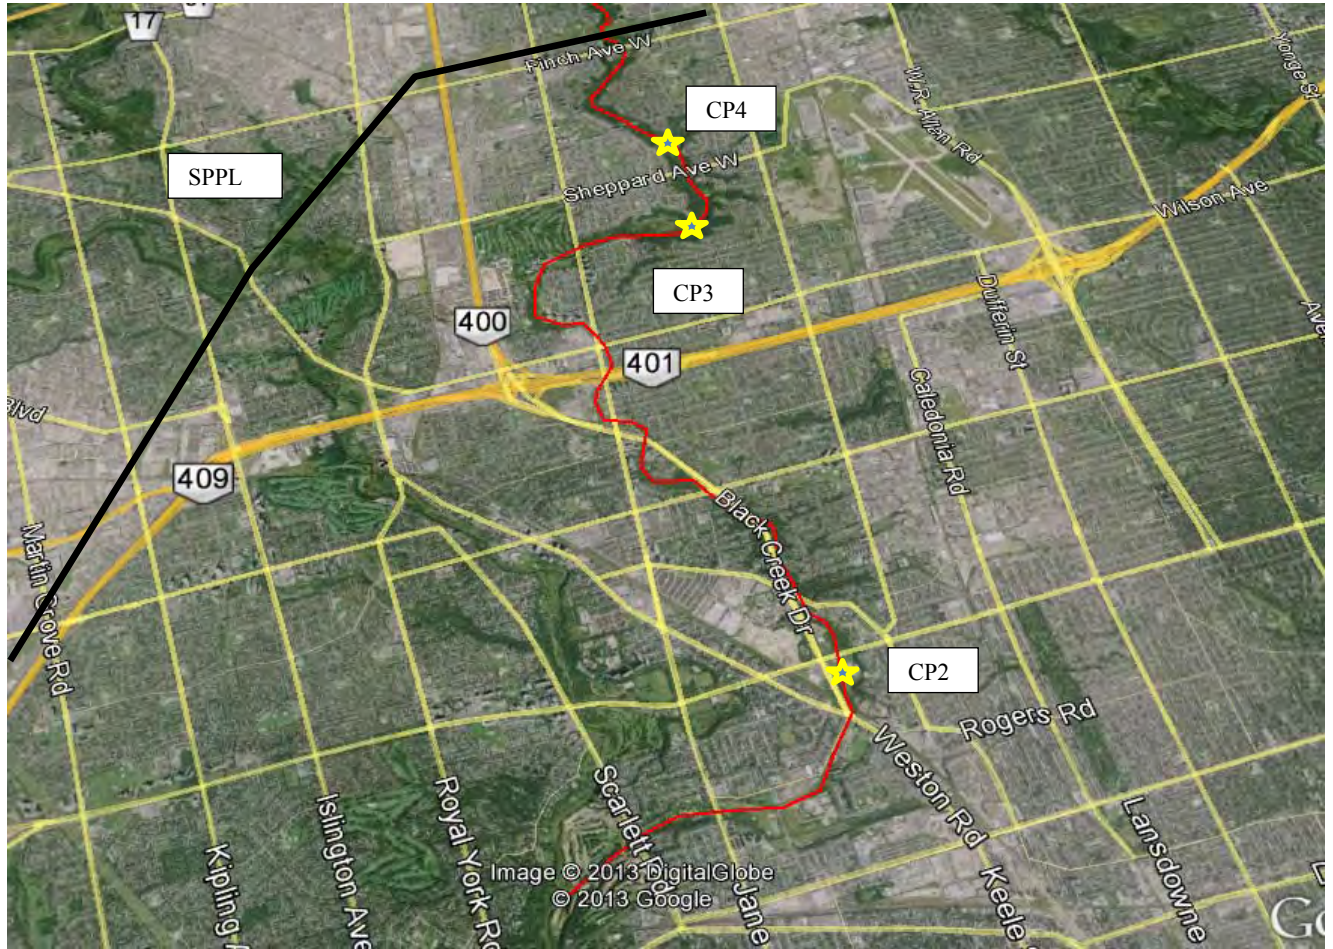 17
Finch Ave W
CP4
W.R. Allen Rd
Yonge St
SPPL
Sheppard Ave W
Wilson Ave
CP3
400
401
Dufferin St
Caledonia Rd
Blvd
409
Black Creek Dr
Martin Grove Rd
CP2
Rogers Rd
Weston Rd
Scarlett Rd
Royal York Rd
Islington Ave
Kipling A
Jane
Keele
Lansdowne
Image © 2013 DigitalGlobe
© 2013 Google
Go